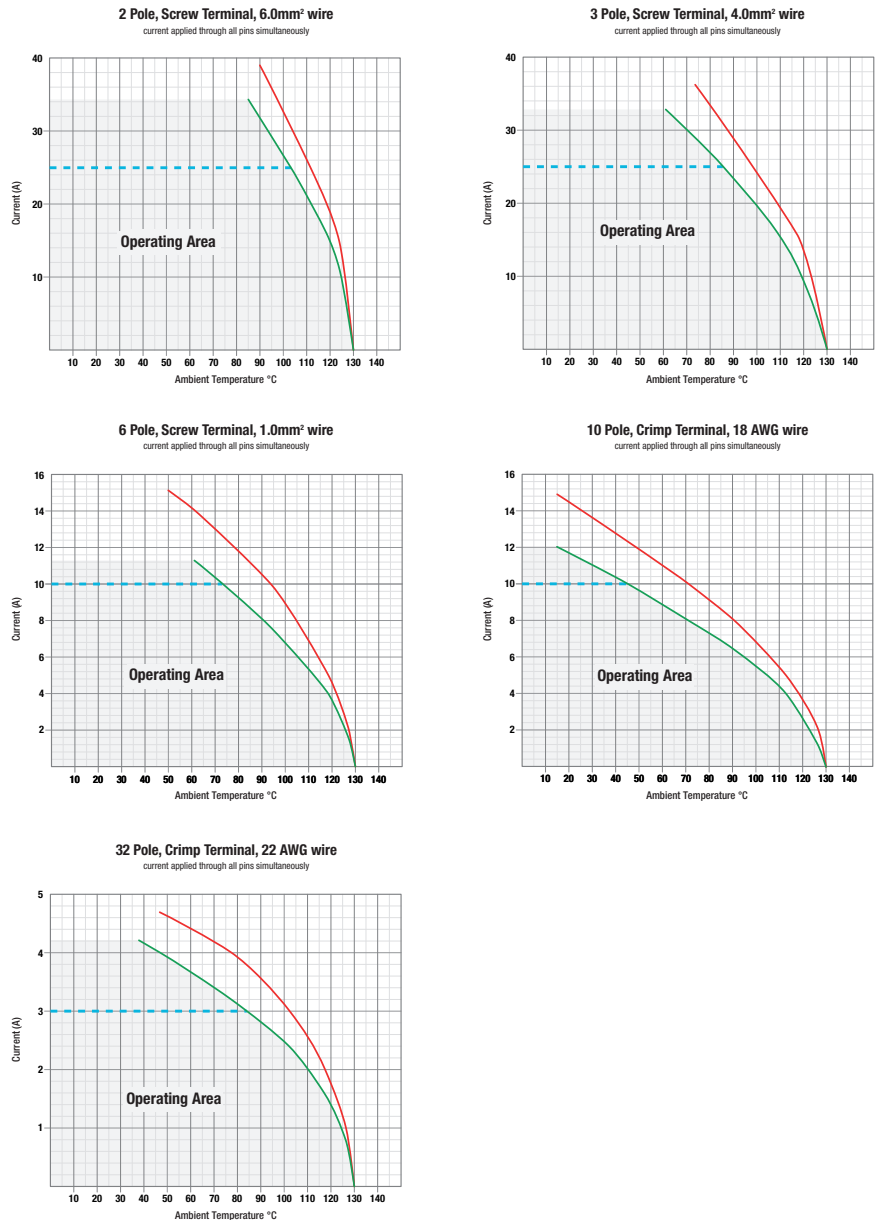 2 Pole, Screw Terminal, 6.0mm² wire
current applied through all pins simultaneously
40
30
20
10
Current (A)
Operating Area
10 20 30 40 50 60 70 80 90 100 110 120 130 140
Ambient Temperature °C
3 Pole, Screw Terminal, 4.0mm² wire
current applied through all pins simultaneously
40
30
20
10
Current (A)
Operating Area
10 20 30 40 50 60 70 80 90 100 110 120 130 140
Ambient Temperature °C
6 Pole, Screw Terminal, 1.0mm² wire
current applied through all pins simultaneously
16
14
12
10
8
6
4
2
Current (A)
Operating Area
10 20 30 40 50 60 70 80 90 100 110 120 130 140
Ambient Temperature °C
10 Pole, Crimp Terminal, 18 AWG wire
current applied through all pins simultaneously
16
14
12
10
8
6
4
2
Current (A)
Operating Area
10 20 30 40 50 60 70 80 90 100 110 120 130 140
Ambient Temperature °C
32 Pole, Crimp Terminal, 22 AWG wire
current applied through all pins simultaneously
5
4
3
2
1
Current (A)
Operating Area
10 20 30 40 50 60 70 80 90 100 110 120 130 140
Ambient Temperature °C